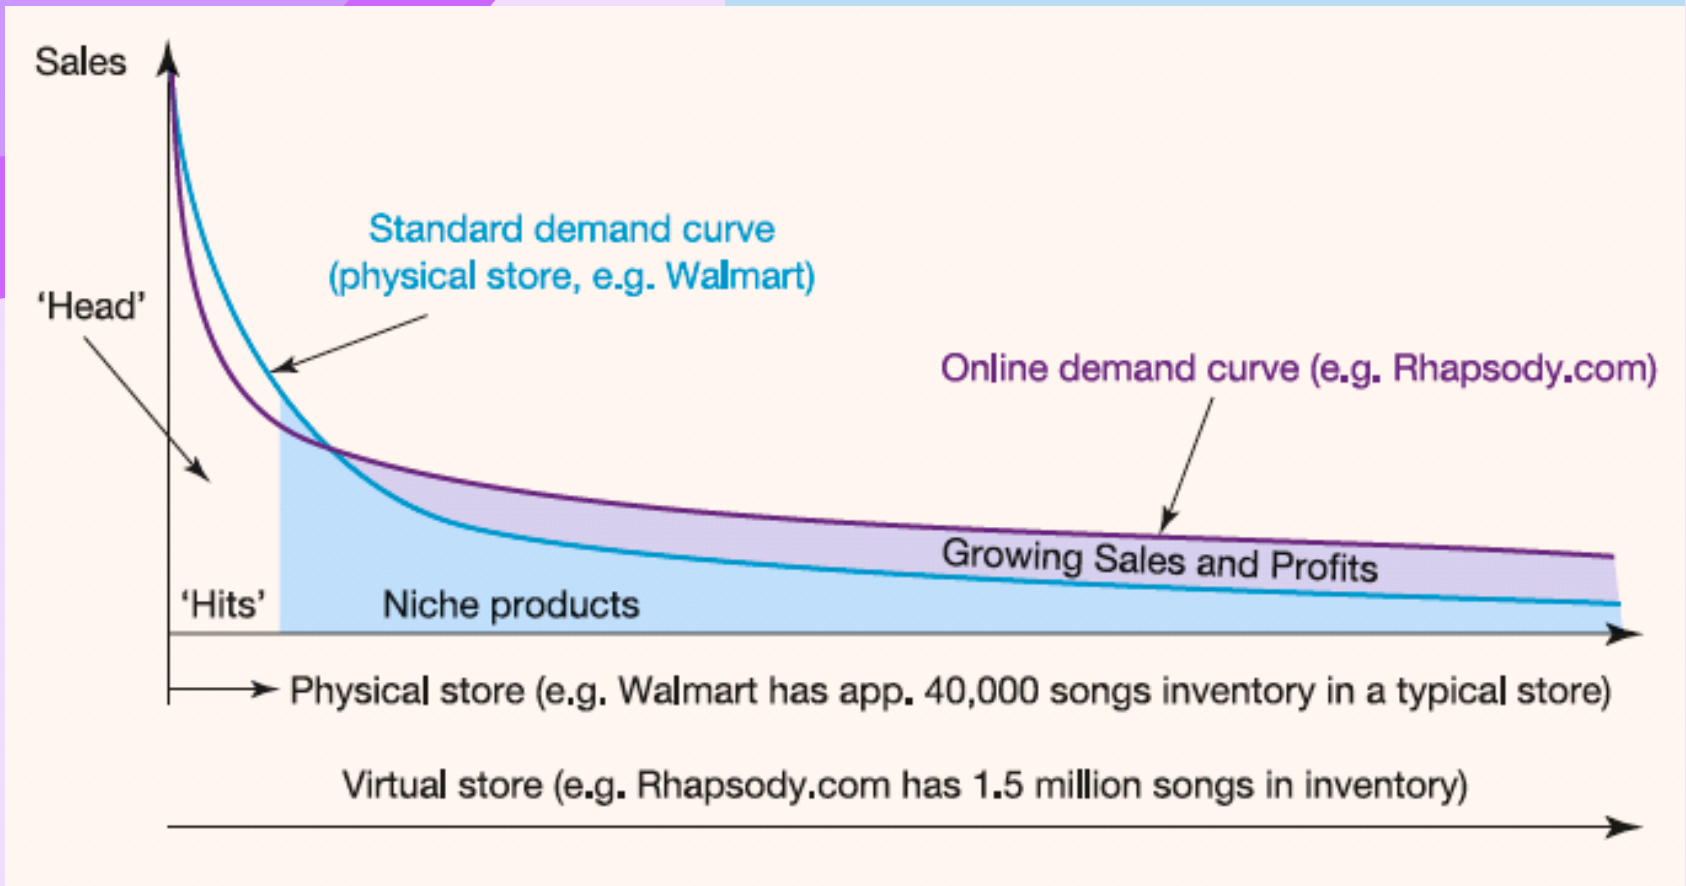 Sales
Standard demand curve
(physical store, e.g. Walmart)
‘Head’
Online demand curve (e.g. Rhapsody.com)
Growing Sales and Profits
‘Hits’
Niche products
Physical store (e.g. Walmart has app. 40,000 songs inventory in a typical store)
Virtual store (e.g. Rhapsody.com has 1.5 million songs in inventory)